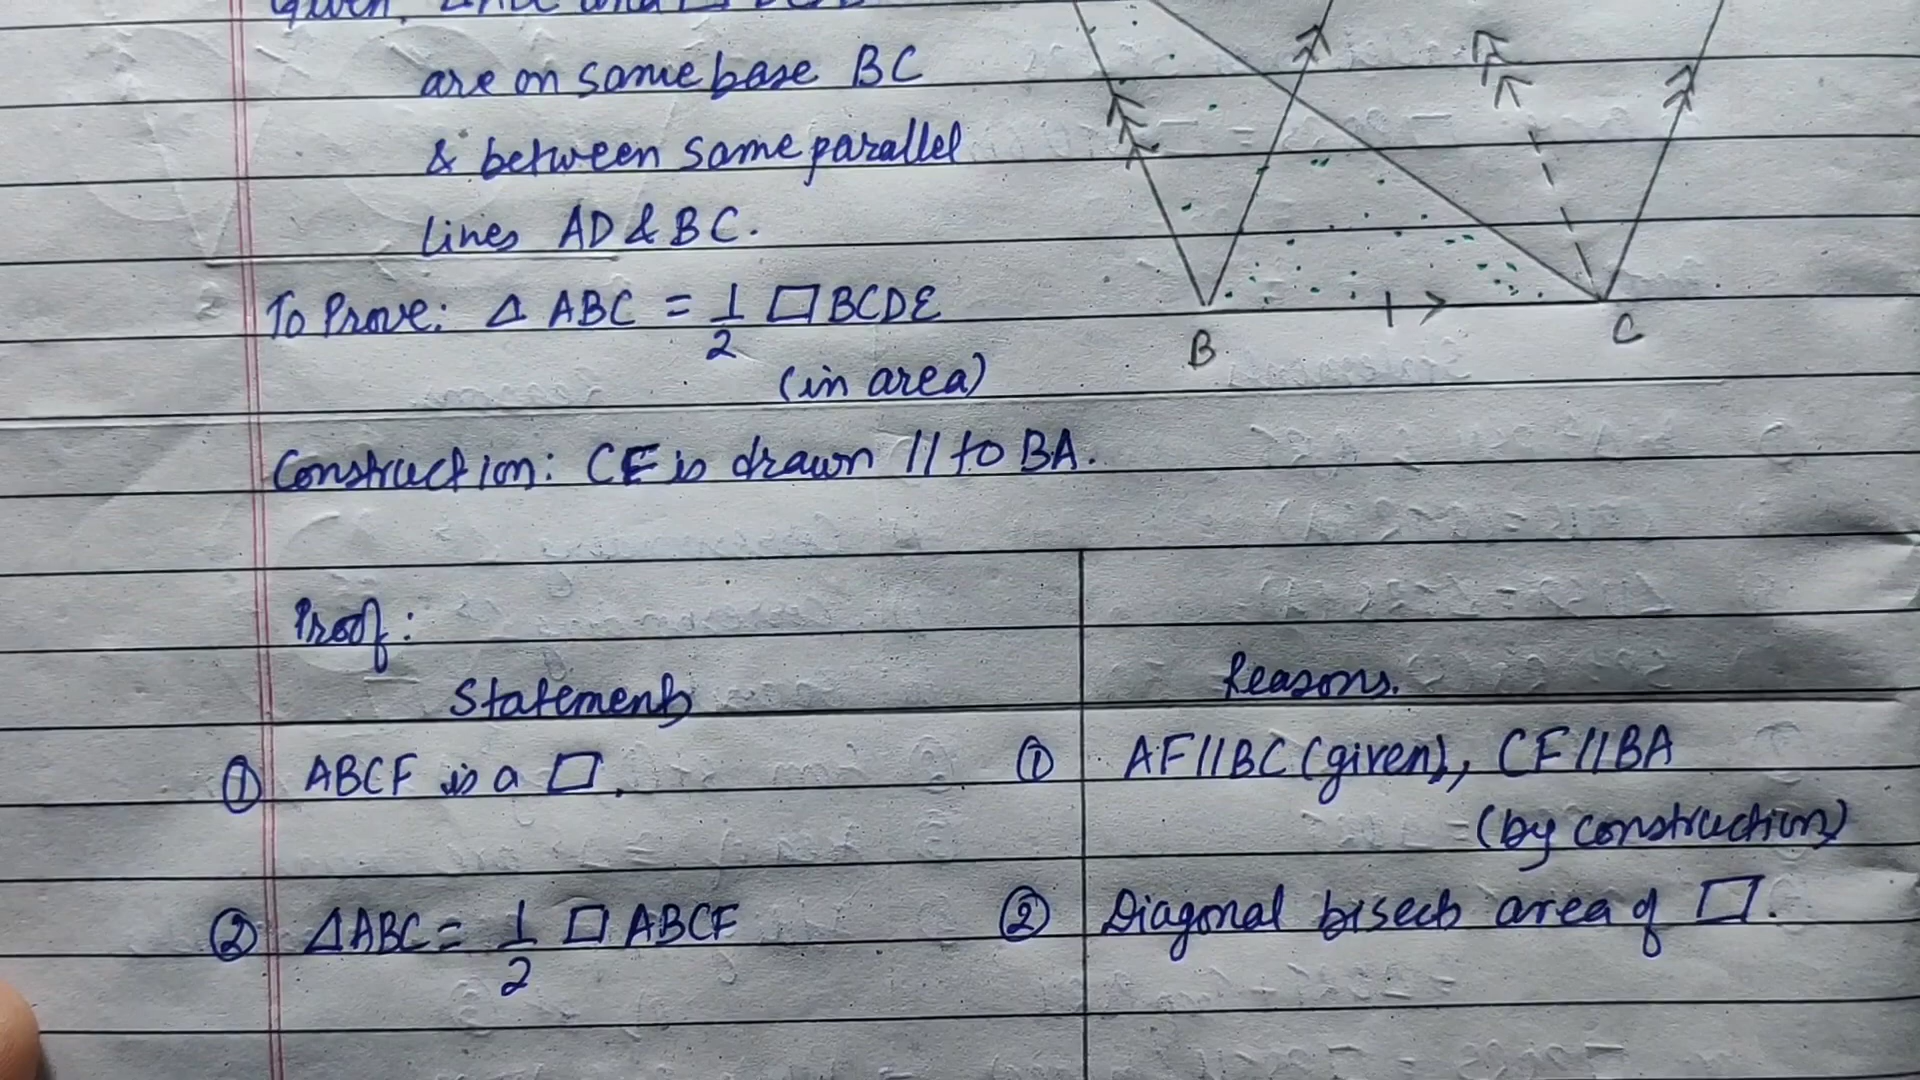 given:
are on same base BC
& between same parallel
lines AD & BC.
To Prove: △ ABC = 1/2 ▱ BCDE
(in area)
B
C
Construction: CF is drawn // to BA.
Proof:
Statements
Reasons.
① ABCF is a ▱.
① AF//BC (given), CF//BA
(by construction)
② △ABC = 1/2 ▱ ABCF
② Diagonal bisects area of ▱.